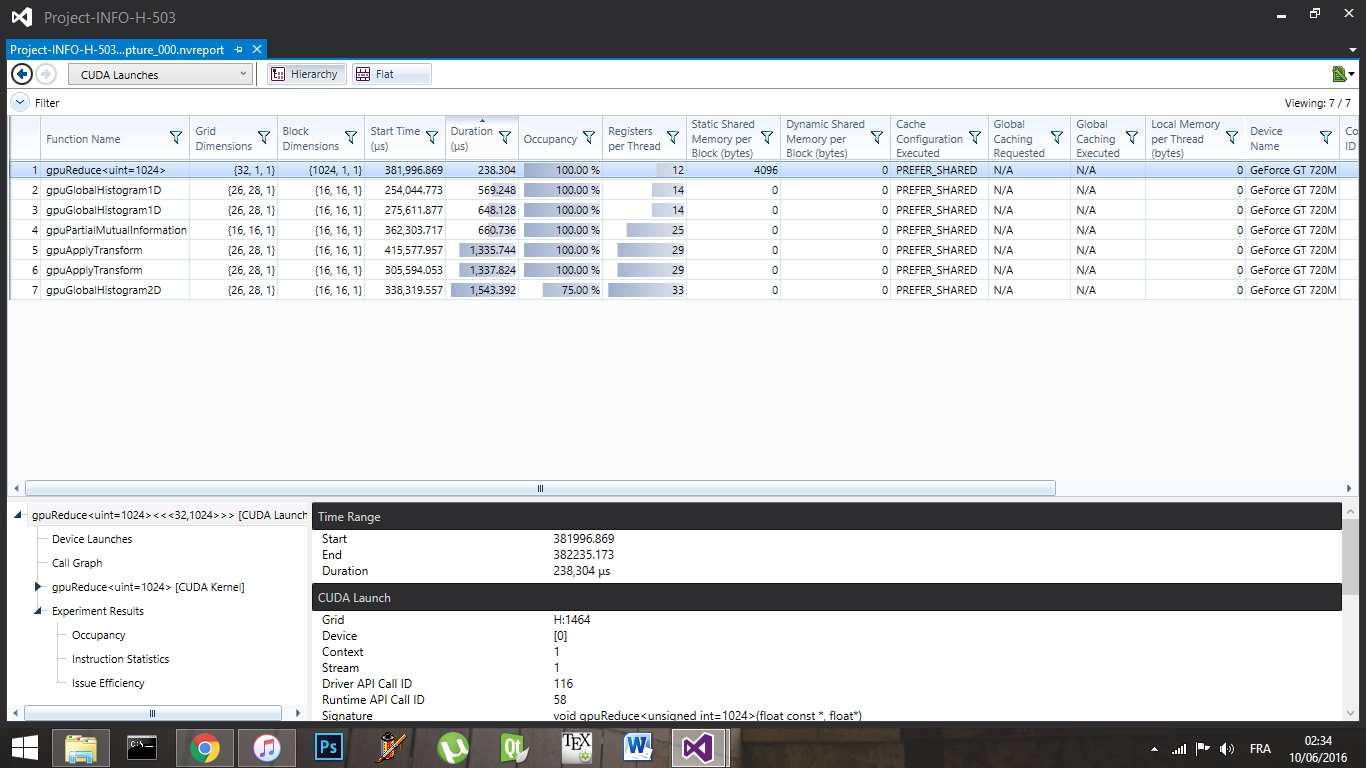 Project-INFO-H-503
Project-INFO-H-503...pture_000.nvreport
CUDA Launches Hierarchy Flat
Filter Viewing: 7 / 7
Function Name Grid Dimensions Block Dimensions Start Time (µs) Duration (µs) Occupancy Registers per Thread Static Shared Memory per Block (bytes) Dynamic Shared Memory per Block (bytes) Cache Configuration Executed Global Caching Requested Global Caching Executed Local Memory per Thread (bytes) Device Name Co ID
1 gpuReduce<uint=1024> {32, 1, 1} {1024, 1, 1} 381,996.869 238.304 100.00 % 12 4096 0 PREFER_SHARED N/A N/A 0 GeForce GT 720M
2 gpuGlobalHistogram1D {26, 28, 1} {16, 16, 1} 254,044.773 569.248 100.00 % 14 0 0 PREFER_SHARED N/A N/A 0 GeForce GT 720M
3 gpuGlobalHistogram1D {26, 28, 1} {16, 16, 1} 275,611.877 648.128 100.00 % 14 0 0 PREFER_SHARED N/A N/A 0 GeForce GT 720M
4 gpuPartialMutualInformation {16, 16, 1} {16, 16, 1} 362,303.717 660.736 100.00 % 25 0 0 PREFER_SHARED N/A N/A 0 GeForce GT 720M
5 gpuApplyTransform {26, 28, 1} {16, 16, 1} 415,577.957 1,335.744 100.00 % 29 0 0 PREFER_SHARED N/A N/A 0 GeForce GT 720M
6 gpuApplyTransform {26, 28, 1} {16, 16, 1} 305,594.053 1,337.824 100.00 % 29 0 0 PREFER_SHARED N/A N/A 0 GeForce GT 720M
7 gpuGlobalHistogram2D {26, 28, 1} {16, 16, 1} 338,319.557 1,543.392 75.00 % 33 0 0 PREFER_SHARED N/A N/A 0 GeForce GT 720M
gpuReduce<uint=1024><<<32,1024>>> [CUDA Launch
Device Launches
Call Graph
gpuReduce<uint=1024> [CUDA Kernel]
Experiment Results
Occupancy
Instruction Statistics
Issue Efficiency
Time Range
Start 381996.869
End 382235.173
Duration 238,304 µs
CUDA Launch
Grid H:1464
Device [0]
Context 1
Stream 1
Driver API Call ID 116
Runtime API Call ID 58
Signature void gpuReduce<unsigned int=1024>(float const *, float*)
C:\_
Ps
Qt
TEX
W
FRA
02:34
10/06/2016